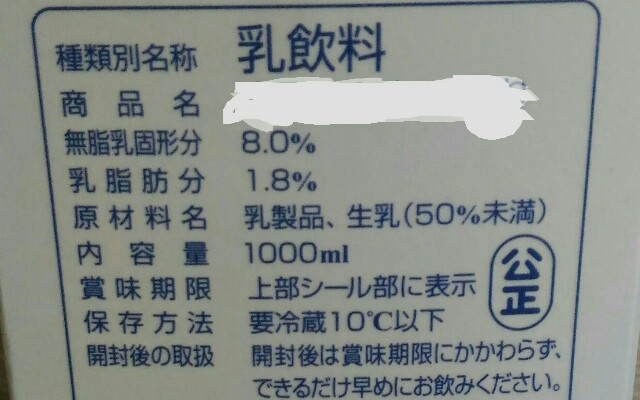 種類別名称 乳飲料
商品名
無脂乳固形分 8.0%
乳脂肪分 1.8%
原材料名 乳製品、生乳(50%未満)
内容量 1000ml
賞味期限 上部シール部に表示
保存方法 要冷蔵10℃以下
開封後の取扱 開封後は賞味期限にかかわらず、
できるだけ早めにお飲みください。
公正